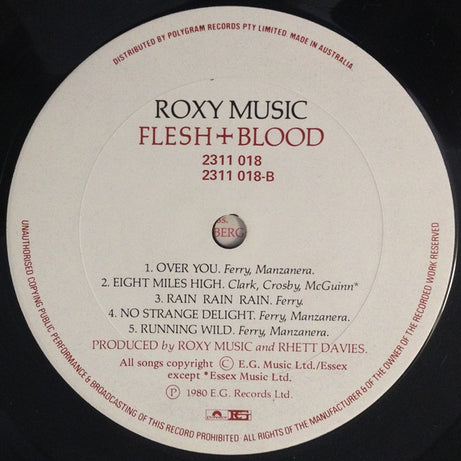 DISTRIBUTED BY POLYGRAM RECORDS PTY LIMITED. MADE IN AUSTRALIA.
ROXY MUSIC
FLESH+BLOOD
2311 018
2311 018-B
BERG
1. OVER YOU. Ferry, Manzanera.
2. EIGHT MILES HIGH. Clark, Crosby, McGuinn*
3. RAIN RAIN RAIN. Ferry.
4. NO STRANGE DELIGHT. Ferry, Manzanera.
5. RUNNING WILD. Ferry, Manzanera.
PRODUCED by ROXY MUSIC and RHETT DAVIES.
All songs copyright © E.G. Music Ltd./Essex
except *Essex Music Ltd.
℗ 1980 E.G. Records Ltd.
UNAUTHORISED COPYING PUBLIC PERFORMANCE & BROADCASTING OF THIS RECORD PROHIBITED · ALL RIGHTS OF THE MANUFACTURER & OF THE OWNER OF THE RECORDED WORK RESERVED